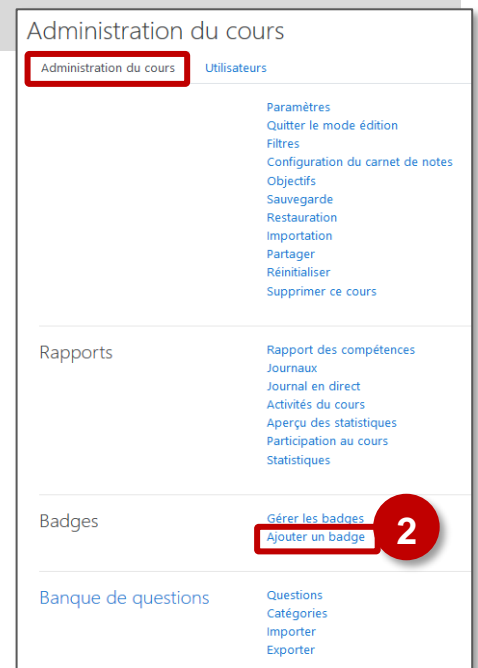 Administration du cours
Administration du cours Utilisateurs
Paramètres
Quitter le mode édition
Filtres
Configuration du carnet de notes
Objectifs
Sauvegarde
Restauration
Importation
Partager
Réinitialiser
Supprimer ce cours
Rapports Rapport des compétences
Journaux
Journal en direct
Activités du cours
Aperçu des statistiques
Participation au cours
Statistiques
Badges Gérer les badges
Ajouter un badge 2
Banque de questions Questions
Catégories
Importer
Exporter